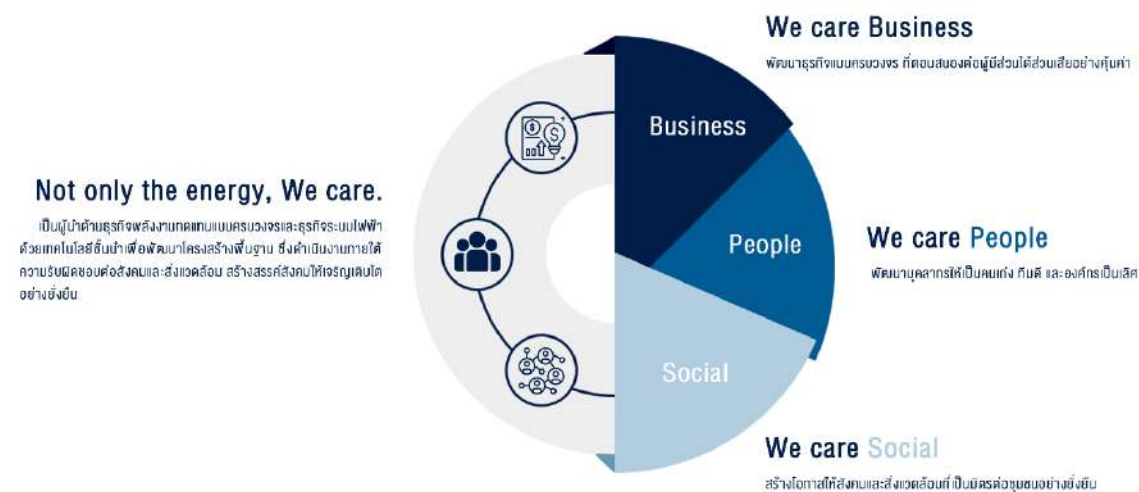 Not only the energy, We care.
เป็นผู้นำด้านธุรกิจพลังงานทดแทนแบบครบวงจรและธุรกิจระบบไฟฟ้า
ด้วยเทคโนโลยีชั้นนำเพื่อพัฒนาโครงสร้างพื้นฐาน ซึ่งดำเนินงานภายใต้
ความรับผิดชอบต่อสังคมและสิ่งแวดล้อม สร้างสรรค์สังคมให้เจริญเติบโต
อย่างยั่งยืน
We care Business
พัฒนาธุรกิจแบบครบวงจร ที่ตอบสนองต่อผู้มีส่วนได้ส่วนเสียอย่างคุ้มค่า
Business
People
We care People
พัฒนาบุคลากรให้เป็นคนเก่ง ทีมดี และองค์กรเป็นเลิศ
Social
We care Social
สร้างโอกาสให้สังคมและสิ่งแวดล้อมที่เป็นมิตรต่อชุมชนอย่างยั่งยืน